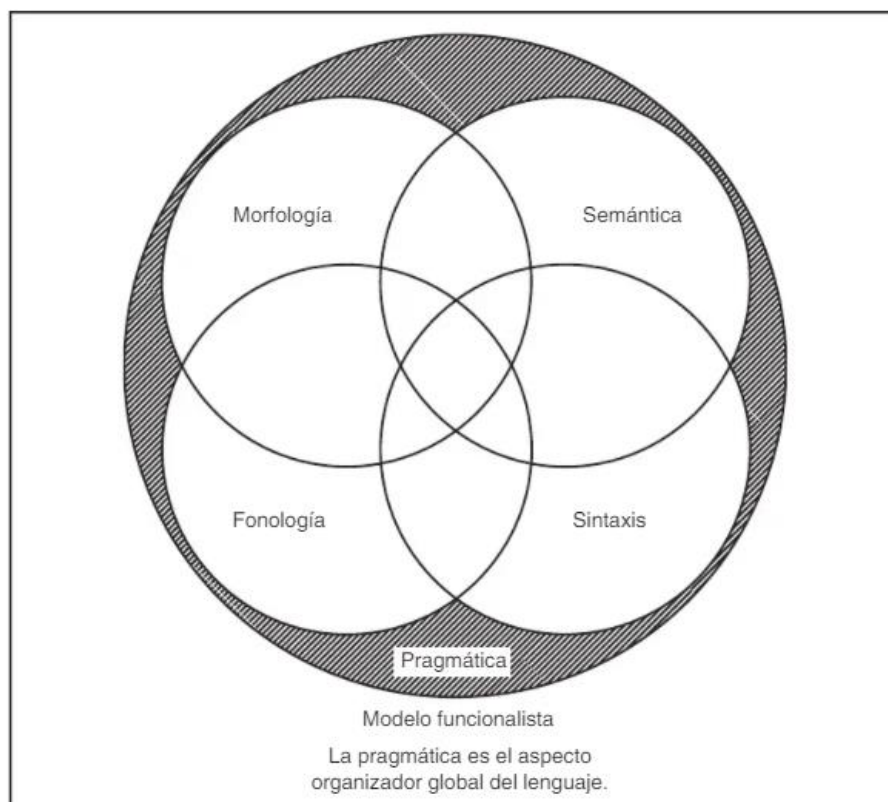 Morfología
Semántica
Fonología
Sintaxis
Pragmática
Modelo funcionalista
La pragmática es el aspecto
organizador global del lenguaje.